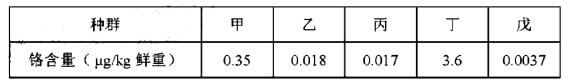 种群 甲 乙 丙 丁 戊
铬含量（μg/kg 鲜重） 0.35 0.018 0.017 3.6 0.0037